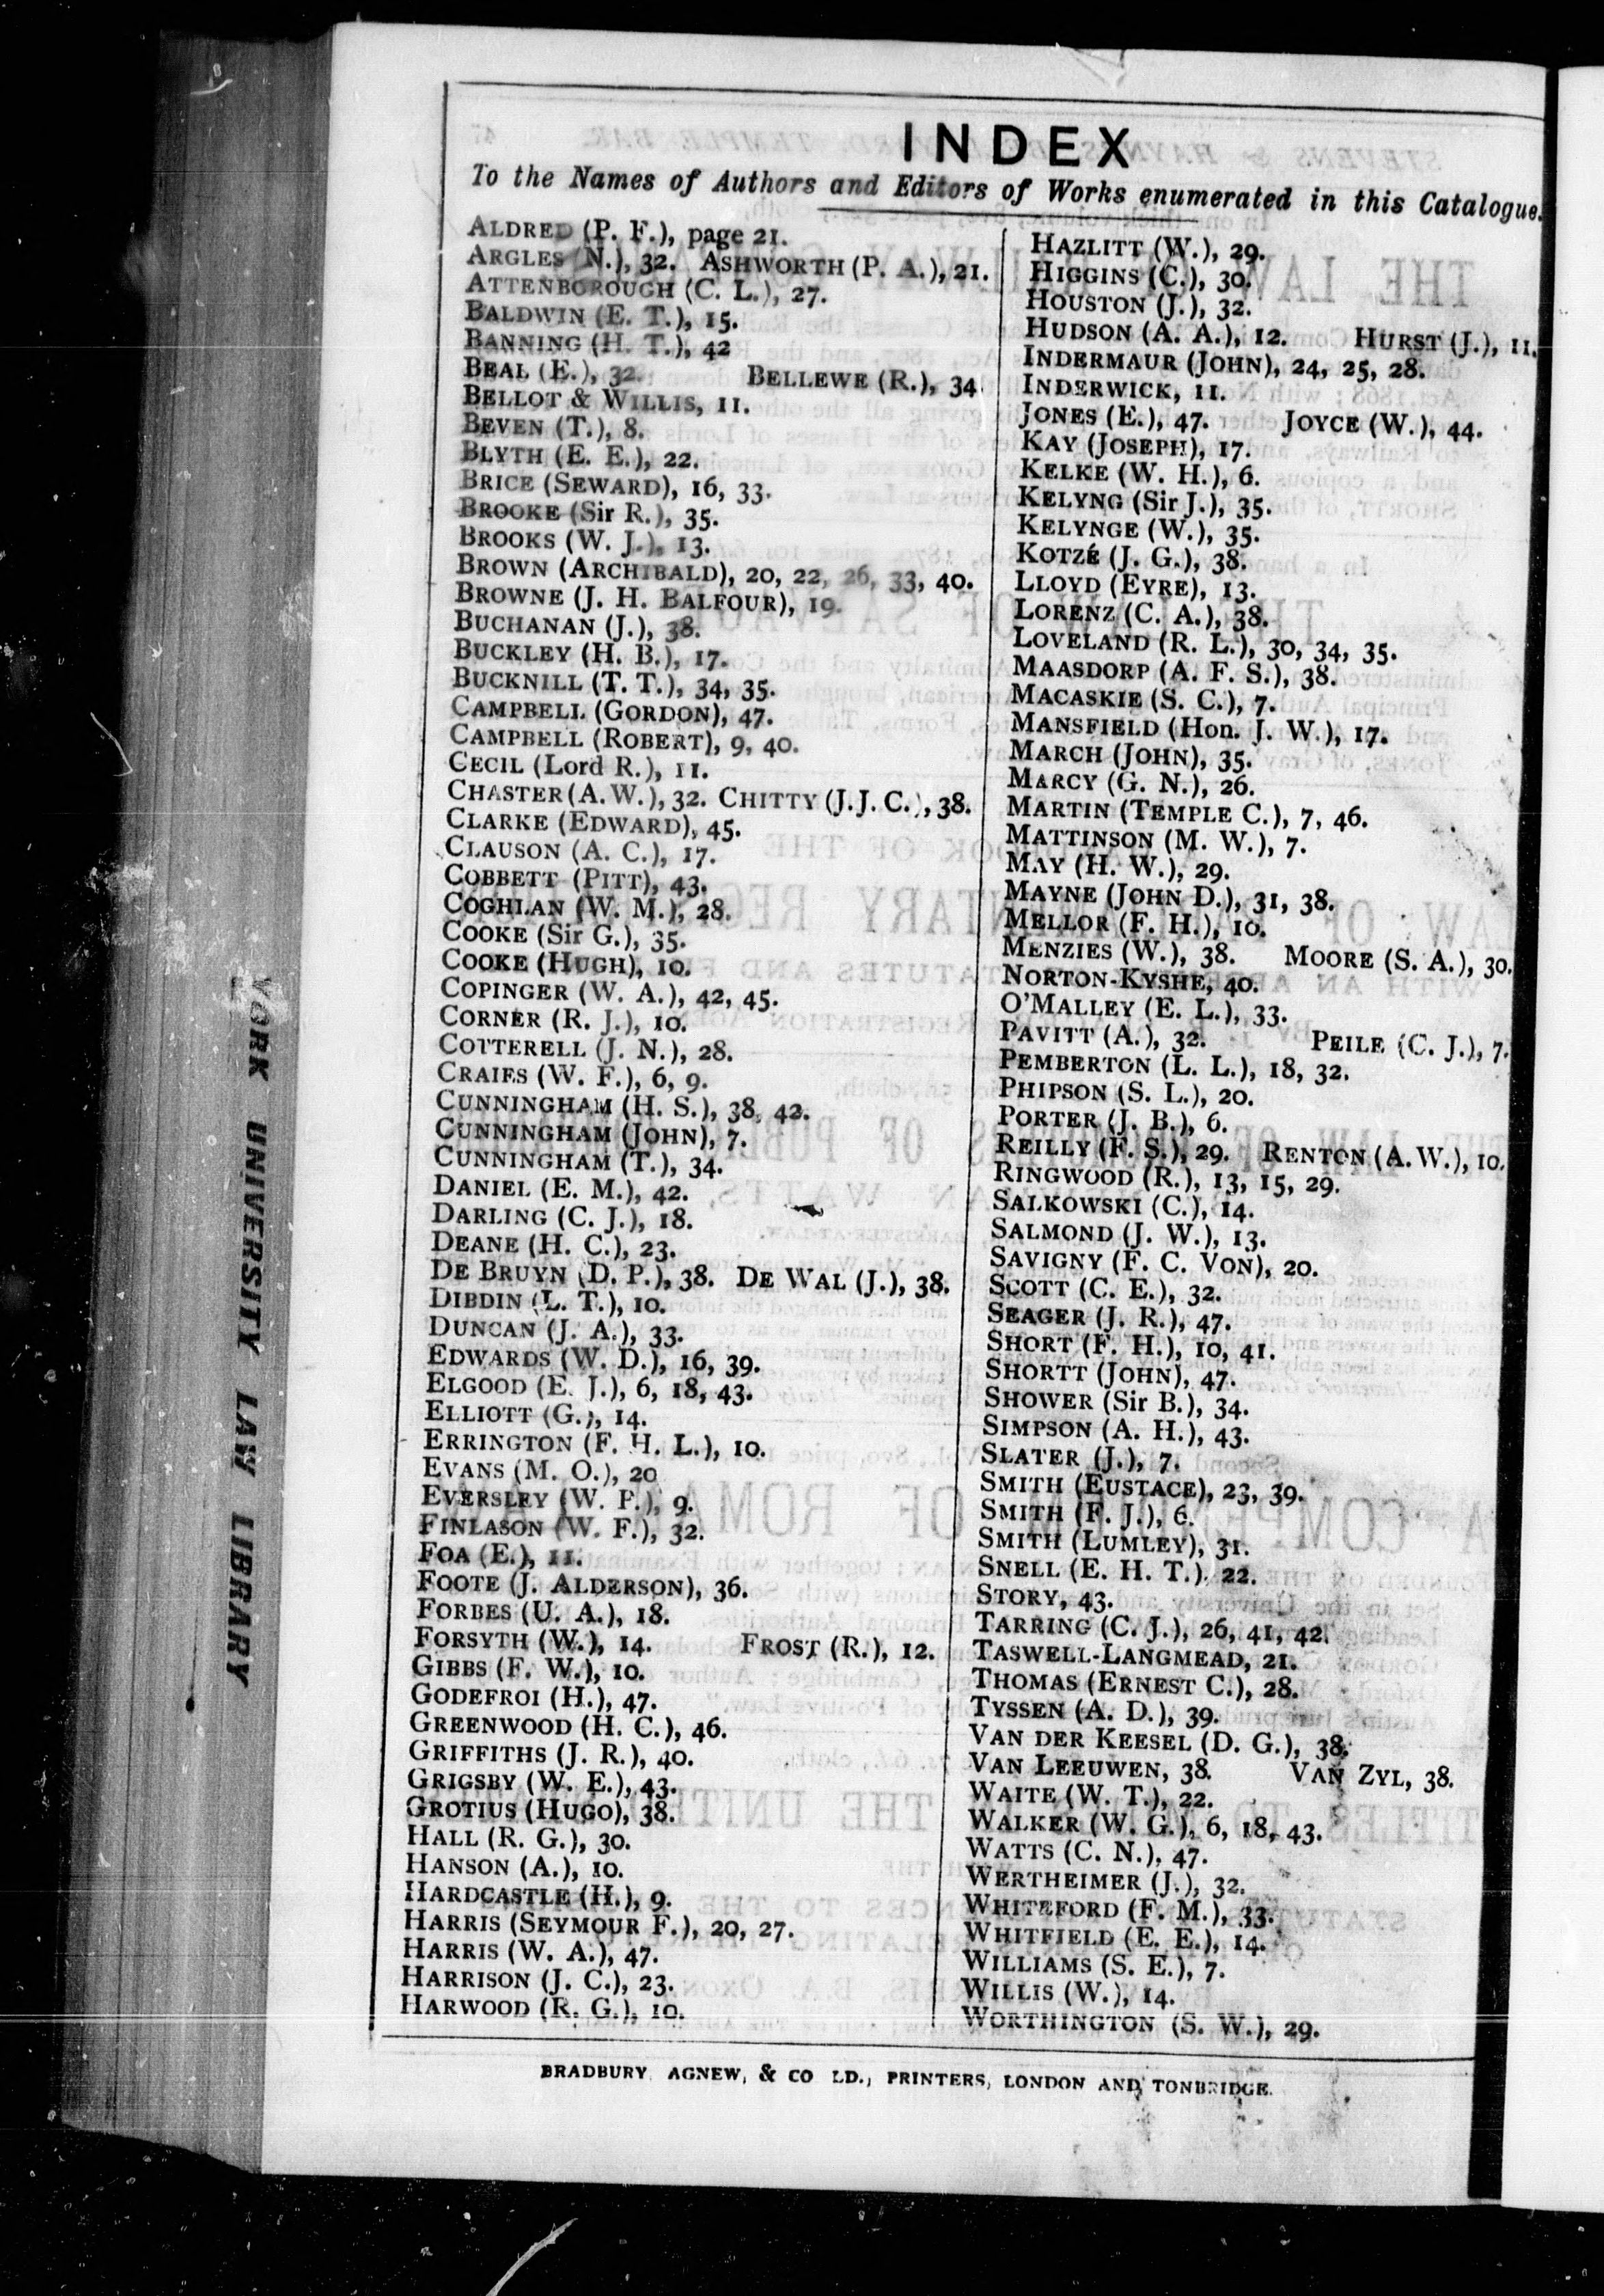 INDEX
To the Names of Authors and Editors of Works enumerated in this Catalogue.
ALDRED (P. F.), page 21.
ARGLES (N.), 32. ASHWORTH (P. A.), 21.
ATTENBOROUGH (C. L.), 27.
BALDWIN (E. T.), 15.
BANNING (H. T.), 42
BEAL (E.), 32. BELLEWE (R.), 34
BELLOT & WILLIS, 11.
BEVEN (T.), 8.
BLYTH (E. E.), 22.
BRICE (SEWARD), 16, 33.
BROOKE (Sir R.), 35.
BROOKS (W. J.), 13.
BROWN (ARCHIBALD), 20, 22, 26, 33, 40.
BROWNE (J. H. BALFOUR), 19.
BUCHANAN (J.), 38.
BUCKLEY (H. B.), 17.
BUCKNILL (T. T.), 34, 35.
CAMPBELL (GORDON), 47.
CAMPBELL (ROBERT), 9, 40.
CECIL (Lord R.), 11.
CHASTER (A. W.), 32. CHITTY (J. J. C.), 38.
CLARKE (EDWARD), 45.
CLAUSON (A. C.), 17.
COBBETT (PITT), 43.
COGHLAN (W. M.), 28.
COOKE (Sir G.), 35.
COOKE (HUGH), 10.
COPINGER (W. A.), 42, 45.
CORNER (R. J.), 10.
COTTERELL (J. N.), 28.
CRAIES (W. F.), 6, 9.
CUNNINGHAM (H. S.), 38, 42.
CUNNINGHAM (JOHN), 7.
CUNNINGHAM (T.), 34.
DANIEL (E. M.), 42.
DARLING (C. J.), 18.
DEANE (H. C.), 23.
DE BRUYN (D. P.), 38. DE WAL (J.), 38.
DIBDIN (L. T.), 10.
DUNCAN (J. A.), 33.
EDWARDS (W. D.), 16, 39.
ELGOOD (E. J.), 6, 18, 43.
ELLIOTT (G.), 14.
ERRINGTON (F. H. L.), 10.
EVANS (M. O.), 20
EVERSLEY (W. P.), 9.
FINLASON (W. F.), 32.
FOA (E.), 11.
FOOTE (J. ALDERSON), 36.
FORBES (U. A.), 18.
FORSYTH (W.), 14. FROST (R.), 12.
GIBBS (F. W.), 10.
GODEFROI (H.), 47.
GREENWOOD (H. C.), 46.
GRIFFITHS (J. R.), 40.
GRIGSBY (W. E.), 43.
GROTIUS (HUGO), 38.
HALL (R. G.), 30.
HANSON (A.), 10.
HARDCASTLE (H.), 9.
HARRIS (SEYMOUR F.), 20, 27.
HARRIS (W. A.), 47.
HARRISON (J. C.), 23.
HARWOOD (R. G.), 10.
HAZLITT (W.), 29.
HIGGINS (C.), 30.
HOUSTON (J.), 32.
HUDSON (A. A.), 12. HURST (J.), 11.
INDERMAUR (JOHN), 24, 25, 28.
INDERWICK, 11.
JONES (E.), 47. JOYCE (W.), 44.
KAY (JOSEPH), 17.
KELKE (W. H.), 6.
KELYNG (Sir J.), 35.
KELYNGE (W.), 35.
KOTZÉ (J. G.), 38.
LLOYD (EYRE), 13.
LORENZ (C. A.), 38.
LOVELAND (R. L.), 30, 34, 35.
MAASDORP (A. F. S.), 38.
MACASKIE (S. C.), 7.
MANSFIELD (Hon. J. W.), 17.
MARCH (JOHN), 35.
MARCY (G. N.), 26.
MARTIN (TEMPLE C.), 7, 46.
MATTINSON (M. W.), 7.
MAY (H. W.), 29.
MAYNE (JOHN D.), 31, 38.
MELLOR (F. H.), 10.
MENZIES (W.), 38. MOORE (S. A.), 30.
NORTON-KYSHE, 40.
O'MALLEY (E. L.), 33.
PAVITT (A.), 32. PEILE (C. J.), 7.
PEMBERTON (L. L.), 18, 32.
PHIPSON (S. L.), 20.
PORTER (J. B.), 6.
REILLY (F. S.), 29. RENTON (A. W.), 10.
RINGWOOD (R.), 13, 15, 29.
SALKOWSKI (C.), 14.
SALMOND (J. W.), 13.
SAVIGNY (F. C. VON), 20.
SCOTT (C. E.), 32.
SEAGER (J. R.), 47.
SHORT (F. H.), 10, 41.
SHORTT (JOHN), 47.
SHOWER (Sir B.), 34.
SIMPSON (A. H.), 43.
SLATER (J.), 7.
SMITH (EUSTACE), 23, 39.
SMITH (F. J.), 6.
SMITH (LUMLEY), 31.
SNELL (E. H. T.), 22.
STORY, 43.
TARRING (C. J.), 26, 41, 42.
TASWELL-LANGMEAD, 21.
THOMAS (ERNEST C.), 28.
TYSSEN (A. D.), 39.
VAN DER KEESEL (D. G.), 38.
VAN LEEUWEN, 38. VAN ZYL, 38.
WAITE (W. T.), 22.
WALKER (W. G.), 6, 18, 43.
WATTS (C. N.), 47.
WERTHEIMER (J.), 32.
WHITEFORD (F. M.), 33.
WHITFIELD (E. E.), 14.
WILLIAMS (S. E.), 7.
WILLIS (W.), 14.
WORTHINGTON (S. W.), 29.
BRADBURY, AGNEW, & CO LD., PRINTERS, LONDON AND TONBRIDGE.
YORK UNIVERSITY LAW LIBRARY